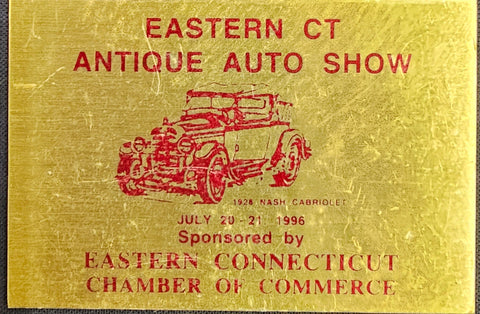 EASTERN CT
ANTIQUE AUTO SHOW
1928 NASH CABRIOLET
JULY 20-21 1996
Sponsored by
EASTERN CONNECTICUT
CHAMBER OF COMMERCE